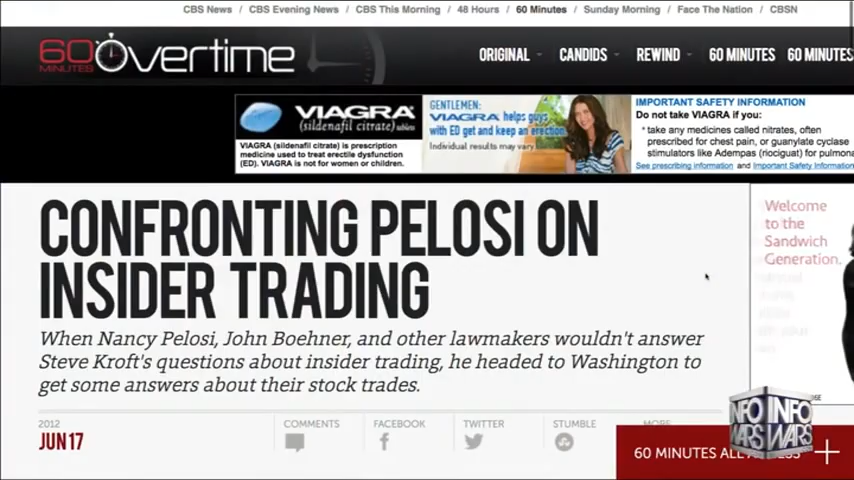 CBS News / CBS Evening News / CBS This Morning / 48 Hours / 60 Minutes / Sunday Morning / Face The Nation / CBSN
60 MINUTES Overtime
ORIGINAL CANDIDS REWIND 60 MINUTES 60 MINUTES
VIAGRA®
(sildenafil citrate) tablets
VIAGRA (sildenafil citrate) is prescription
medicine used to treat erectile dysfunction
(ED). VIAGRA is not for women or children.
GENTLEMEN:
VIAGRA helps guys
with ED get and keep an erection.
Individual results may vary.
IMPORTANT SAFETY INFORMATION
Do not take VIAGRA if you:
* take any medicines called nitrates, often
prescribed for chest pain, or guanylate cyclase
stimulators like Adempas (riociguat) for pulmona
See prescribing information and Important Safety Information
CONFRONTING PELOSI ON
INSIDER TRADING
When Nancy Pelosi, John Boehner, and other lawmakers wouldn't answer
Steve Kroft's questions about insider trading, he headed to Washington to
get some answers about their stock trades.
Welcome
to the
Sandwich
Generation.
2012
JUN 17
COMMENTS
FACEBOOK
TWITTER
STUMBLE
MORE
60 MINUTES ALL
INFO INFO
WARS WARS